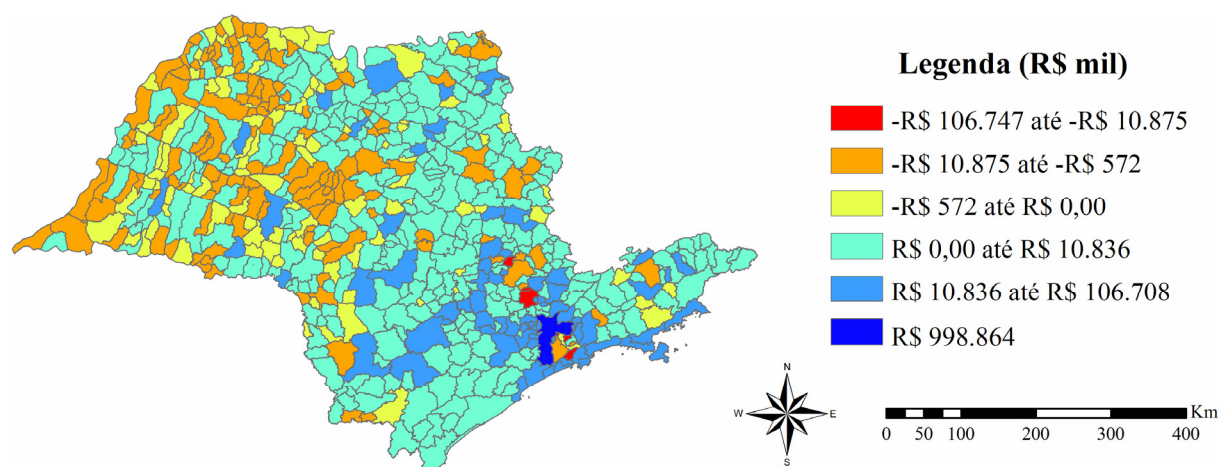 Legenda (R$ mil)
-R$ 106.747 até -R$ 10.875
-R$ 10.875 até -R$ 572
-R$ 572 até R$ 0,00
R$ 0,00 até R$ 10.836
R$ 10.836 até R$ 106.708
R$ 998.864
N
W E
S
Km
0 50 100 200 300 400